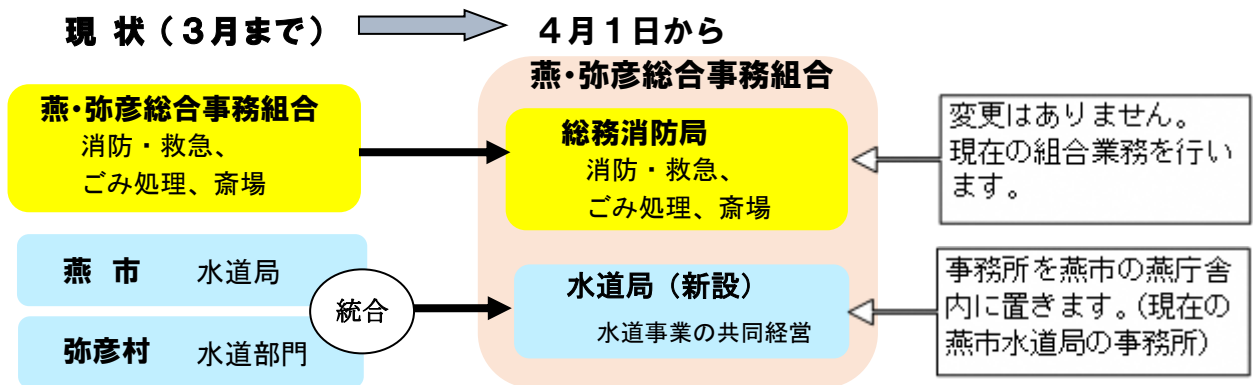 現 状（３月まで）
４月１日から
燕・弥彦総合事務組合
燕・弥彦総合事務組合
消防・救急、
ごみ処理、斎場
総務消防局
消防・救急、
ごみ処理、斎場
変更はありません。
現在の組合業務を行い
ます。
燕 市 水道局
弥彦村 水道部門
統合
水道局（新設）
水道事業の共同経営
事務所を燕市の燕庁舎
内に置きます。(現在の
燕市水道局の事務所)